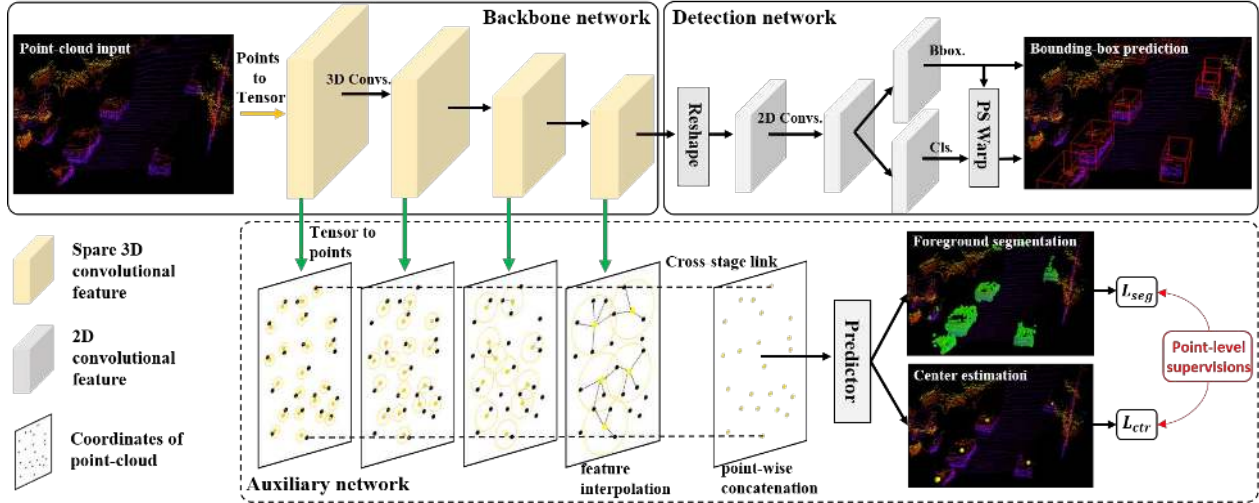 Backbone network
Point-cloud input
Points
to
Tensor
3D Convs.
Detection network
Reshape
2D Convs.
Bbox.
Cls.
PS Warp
Bounding-box prediction
Spare 3D
convolutional
feature
2D
convolutional
feature
Coordinates of
point-cloud
Tensor to
points
Cross stage link
feature
interpolation
point-wise
concatenation
Auxiliary network
Predictor
Foreground segmentation
Center estimation
L_seg
L_ctr
Point-level
supervisions